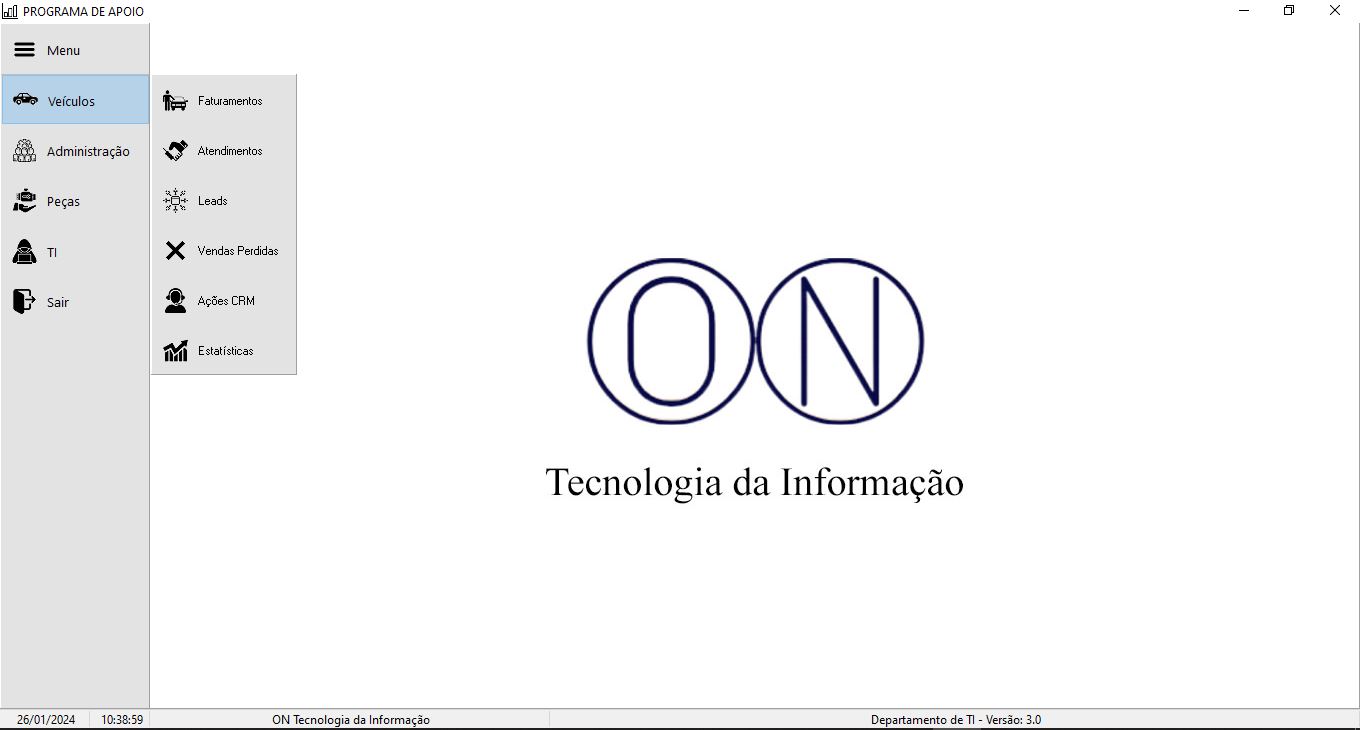 PROGRAMA DE APOIO
Menu
Veículos
Administração
Peças
TI
Sair
Faturamentos
Atendimentos
Leads
Vendas Perdidas
Ações CRM
Estatísticas
ON
Tecnologia da Informação
26/01/2024 10:38:59 ON Tecnologia da Informação Departamento de TI - Versão: 3.0